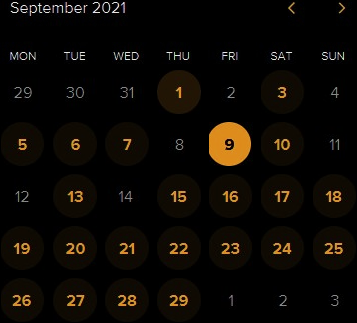 September 2021
MON TUE WED THU FRI SAT SUN
29 30 31 1 2 3 4
5 6 7 8 9 10 11
12 13 14 15 16 17 18
19 20 21 22 23 24 25
26 27 28 29 1 2 3